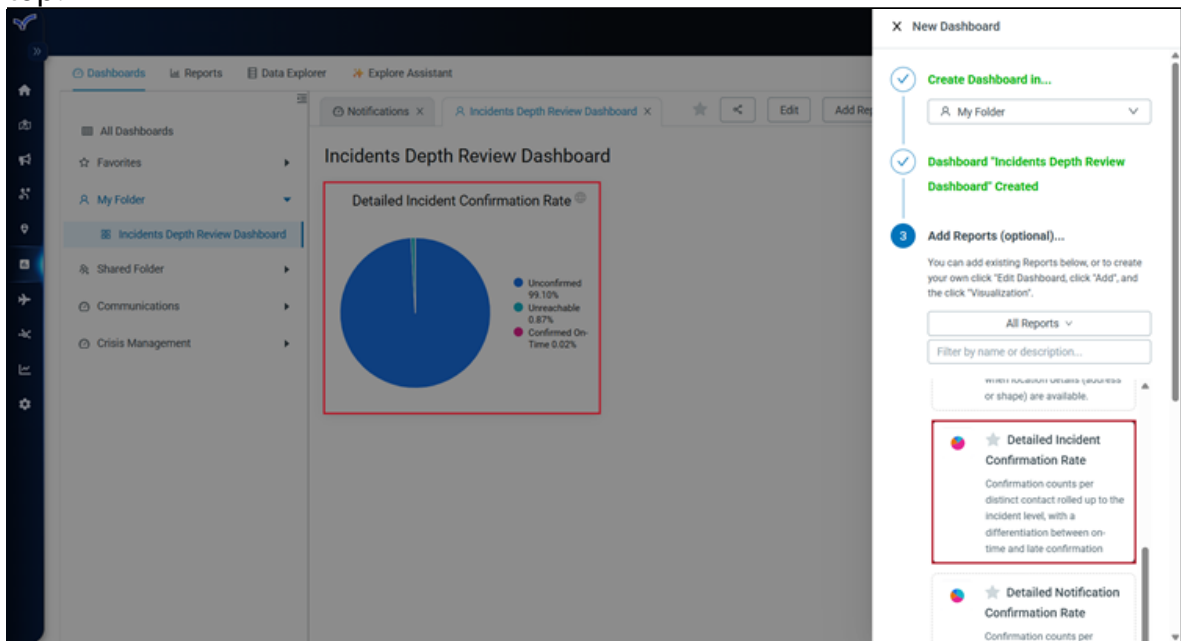 New Dashboard
Dashboards
Reports
Data Explorer
Explore Assistant
All Dashboards
Favorites
My Folder
Incidents Depth Review Dashboard
Shared Folder
Communications
Crisis Management
Notifications
Incidents Depth Review Dashboard
Edit
Add Rep
Incidents Depth Review Dashboard
Detailed Incident Confirmation Rate
Unconfirmed
99.10%
Unreachable
0.87%
Confirmed On-
Time 0.02%
Create Dashboard in...
My Folder
Dashboard "Incidents Depth Review
Dashboard" Created
3
Add Reports (optional)...
You can add existing Reports below, or to create
your own click "Edit Dashboard, click "Add", and
the click "Visualization".
All Reports
Filter by name or description...
when location details (address
or shape) are available.
Detailed Incident
Confirmation Rate
Confirmation counts per
distinct contact rolled up to the
incident level, with a
differentiation between on-
time and late confirmation
Detailed Notification
Confirmation Rate
Confirmation counts per